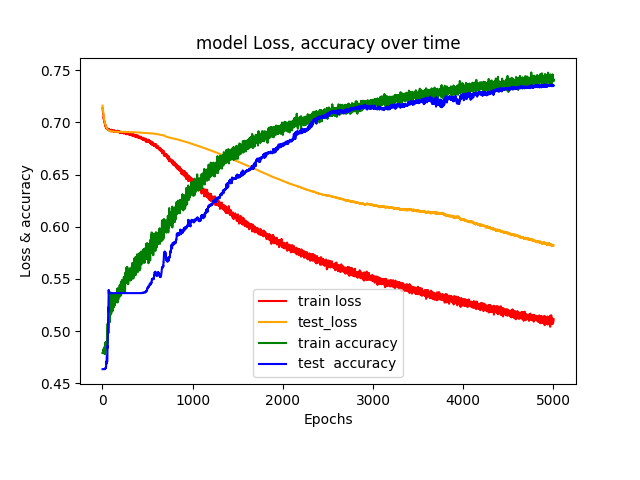 model Loss, accuracy over time
0.75
0.70
0.65
0.60
0.55
0.50
0.45
Loss & accuracy
train loss
test_loss
train accuracy
test  accuracy
0 1000 2000 3000 4000 5000
Epochs